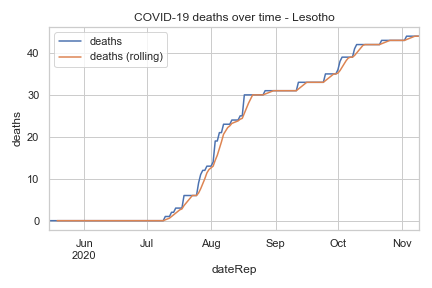 COVID-19 deaths over time - Lesotho
deaths
deaths (rolling)
40
30
20
10
0
deaths
Jun
2020
Jul
Aug
Sep
Oct
Nov
dateRep